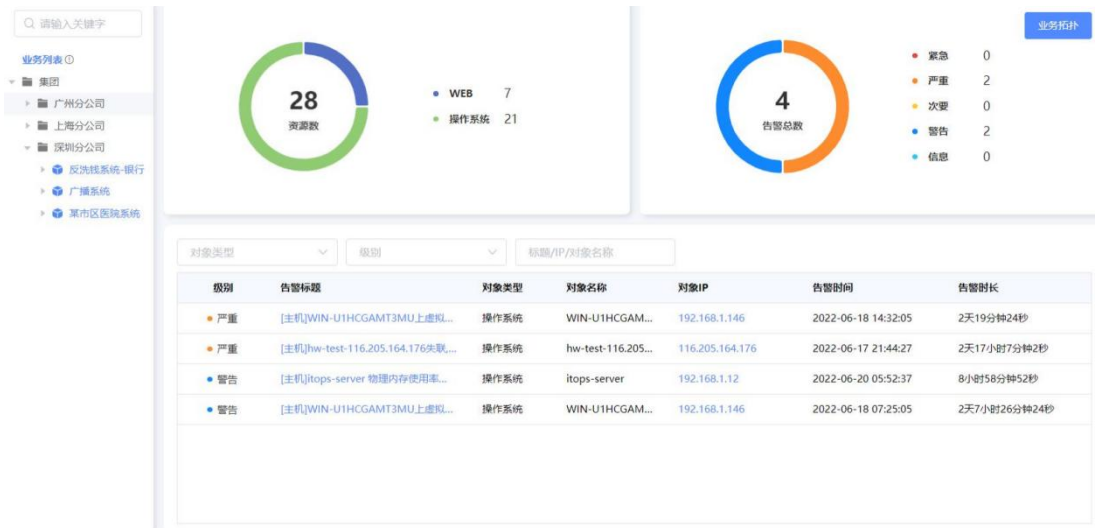 请输入关键字
业务列表
集团
广州分公司
上海分公司
深圳分公司
反洗钱系统-银行
广播系统
某市区医院系统
28
资源数
WEB 7
操作系统 21
业务拓扑
4
告警总数
紧急 0
严重 2
次要 0
警告 2
信息 0
对象类型 级别 标题/IP/对象名称
级别 告警标题 对象类型 对象名称 对象IP 告警时间 告警时长
严重 [主机]WIN-U1HCGAMT3MU上虚拟... 操作系统 WIN-U1HCGAM... 192.168.1.146 2022-06-18 14:32:05 2天19分钟24秒
严重 [主机]hw-test-116.205.164.176失联,... 操作系统 hw-test-116.205... 116.205.164.176 2022-06-17 21:44:27 2天17小时7分钟2秒
警告 [主机]itops-server 物理内存使用率... 操作系统 itops-server 192.168.1.12 2022-06-20 05:52:37 8小时58分钟52秒
警告 [主机]WIN-U1HCGAMT3MU上虚拟... 操作系统 WIN-U1HCGAM... 192.168.1.146 2022-06-18 07:25:05 2天7小时26分钟24秒